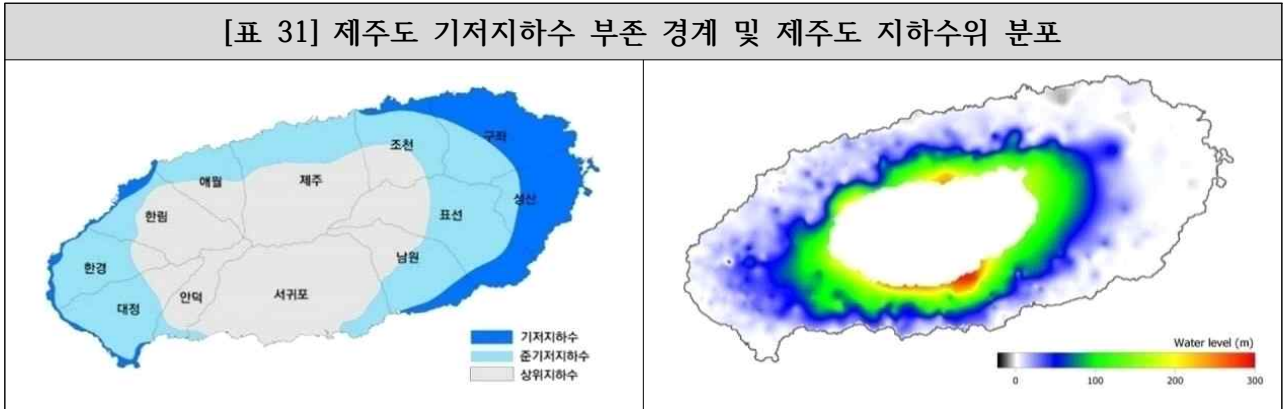 [표 31] 제주도 기저지하수 부존 경계 및 제주도 지하수위 분포
구좌
조천
애월
제주
성산
한림
표선
한경
남원
대정
안덕
서귀포
기저지하수
준기저지하수
상위지하수
Water level (m)
0 100 200 300